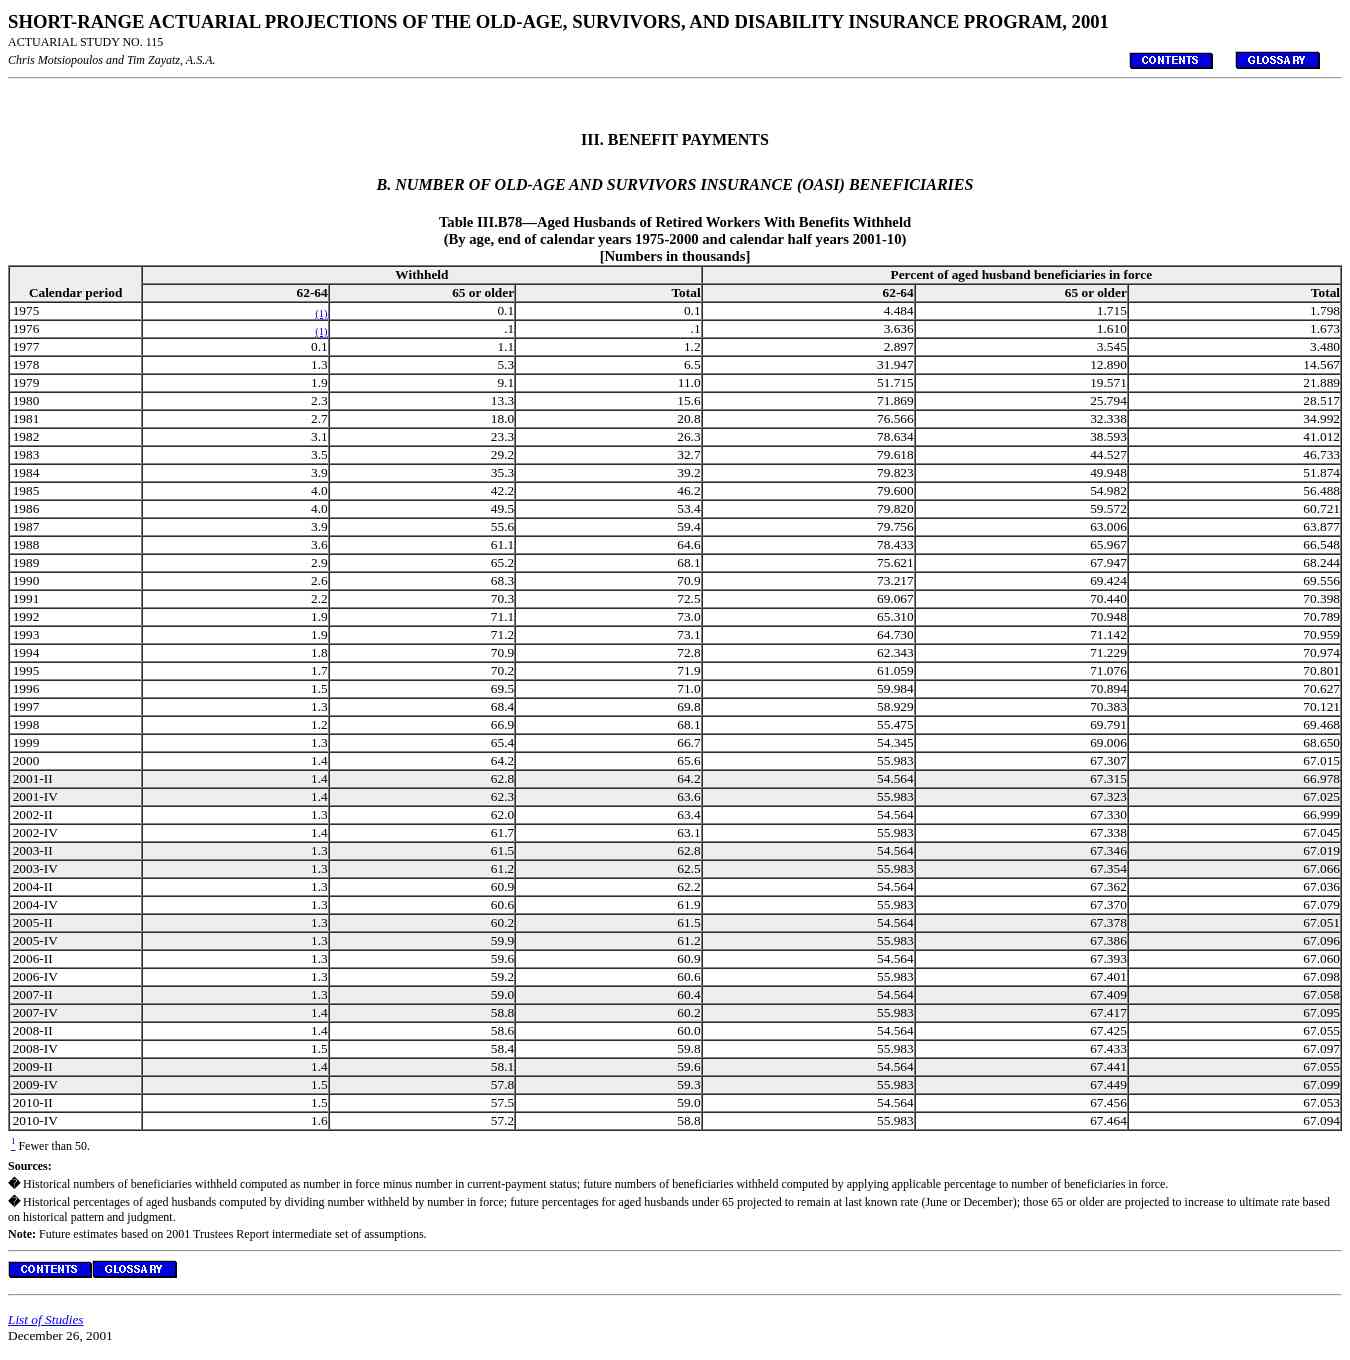 SHORT-RANGE ACTUARIAL PROJECTIONS OF THE OLD-AGE, SURVIVORS, AND DISABILITY INSURANCE PROGRAM, 2001
ACTUARIAL STUDY NO. 115
Chris Motsiopoulos and Tim Zayatz, A.S.A. CONTENTS GLOSSARY
III. BENEFIT PAYMENTS
B. NUMBER OF OLD-AGE AND SURVIVORS INSURANCE (OASI) BENEFICIARIES
Table III.B78—Aged Husbands of Retired Workers With Benefits Withheld
(By age, end of calendar years 1975-2000 and calendar half years 2001-10)
[Numbers in thousands]
Withheld Percent of aged husband beneficiaries in force
Calendar period 62-64 65 or older Total 62-64 65 or older Total
1975 (1) 0.1 0.1 4.484 1.715 1.798
1976 (1) .1 .1 3.636 1.610 1.673
1977 0.1 1.1 1.2 2.897 3.545 3.480
1978 1.3 5.3 6.5 31.947 12.890 14.567
1979 1.9 9.1 11.0 51.715 19.571 21.889
1980 2.3 13.3 15.6 71.869 25.794 28.517
1981 2.7 18.0 20.8 76.566 32.338 34.992
1982 3.1 23.3 26.3 78.634 38.593 41.012
1983 3.5 29.2 32.7 79.618 44.527 46.733
1984 3.9 35.3 39.2 79.823 49.948 51.874
1985 4.0 42.2 46.2 79.600 54.982 56.488
1986 4.0 49.5 53.4 79.820 59.572 60.721
1987 3.9 55.6 59.4 79.756 63.006 63.877
1988 3.6 61.1 64.6 78.433 65.967 66.548
1989 2.9 65.2 68.1 75.621 67.947 68.244
1990 2.6 68.3 70.9 73.217 69.424 69.556
1991 2.2 70.3 72.5 69.067 70.440 70.398
1992 1.9 71.1 73.0 65.310 70.948 70.789
1993 1.9 71.2 73.1 64.730 71.142 70.959
1994 1.8 70.9 72.8 62.343 71.229 70.974
1995 1.7 70.2 71.9 61.059 71.076 70.801
1996 1.5 69.5 71.0 59.984 70.894 70.627
1997 1.3 68.4 69.8 58.929 70.383 70.121
1998 1.2 66.9 68.1 55.475 69.791 69.468
1999 1.3 65.4 66.7 54.345 69.006 68.650
2000 1.4 64.2 65.6 55.983 67.307 67.015
2001-II 1.4 62.8 64.2 54.564 67.315 66.978
2001-IV 1.4 62.3 63.6 55.983 67.323 67.025
2002-II 1.3 62.0 63.4 54.564 67.330 66.999
2002-IV 1.4 61.7 63.1 55.983 67.338 67.045
2003-II 1.3 61.5 62.8 54.564 67.346 67.019
2003-IV 1.3 61.2 62.5 55.983 67.354 67.066
2004-II 1.3 60.9 62.2 54.564 67.362 67.036
2004-IV 1.3 60.6 61.9 55.983 67.370 67.079
2005-II 1.3 60.2 61.5 54.564 67.378 67.051
2005-IV 1.3 59.9 61.2 55.983 67.386 67.096
2006-II 1.3 59.6 60.9 54.564 67.393 67.060
2006-IV 1.3 59.2 60.6 55.983 67.401 67.098
2007-II 1.3 59.0 60.4 54.564 67.409 67.058
2007-IV 1.4 58.8 60.2 55.983 67.417 67.095
2008-II 1.4 58.6 60.0 54.564 67.425 67.055
2008-IV 1.5 58.4 59.8 55.983 67.433 67.097
2009-II 1.4 58.1 59.6 54.564 67.441 67.055
2009-IV 1.5 57.8 59.3 55.983 67.449 67.099
2010-II 1.5 57.5 59.0 54.564 67.456 67.053
2010-IV 1.6 57.2 58.8 55.983 67.464 67.094
1 Fewer than 50.
Sources:
� Historical numbers of beneficiaries withheld computed as number in force minus number in current-payment status; future numbers of beneficiaries withheld computed by applying applicable percentage to number of beneficiaries in force.
� Historical percentages of aged husbands computed by dividing number withheld by number in force; future percentages for aged husbands under 65 projected to remain at last known rate (June or December); those 65 or older are projected to increase to ultimate rate based
on historical pattern and judgment.
Note: Future estimates based on 2001 Trustees Report intermediate set of assumptions.
CONTENTS GLOSSARY
List of Studies
December 26, 2001